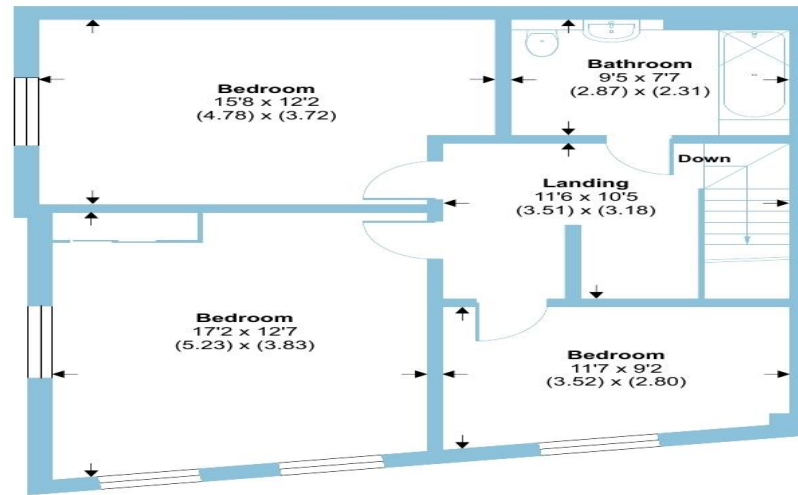 Bedroom
15'8 x 12'2
(4.78) x (3.72)
Bathroom
9'5 x 7'7
(2.87) x (2.31)
Down
Landing
11'6 x 10'5
(3.51) x (3.18)
Bedroom
17'2 x 12'7
(5.23) x (3.83)
Bedroom
11'7 x 9'2
(3.52) x (2.80)